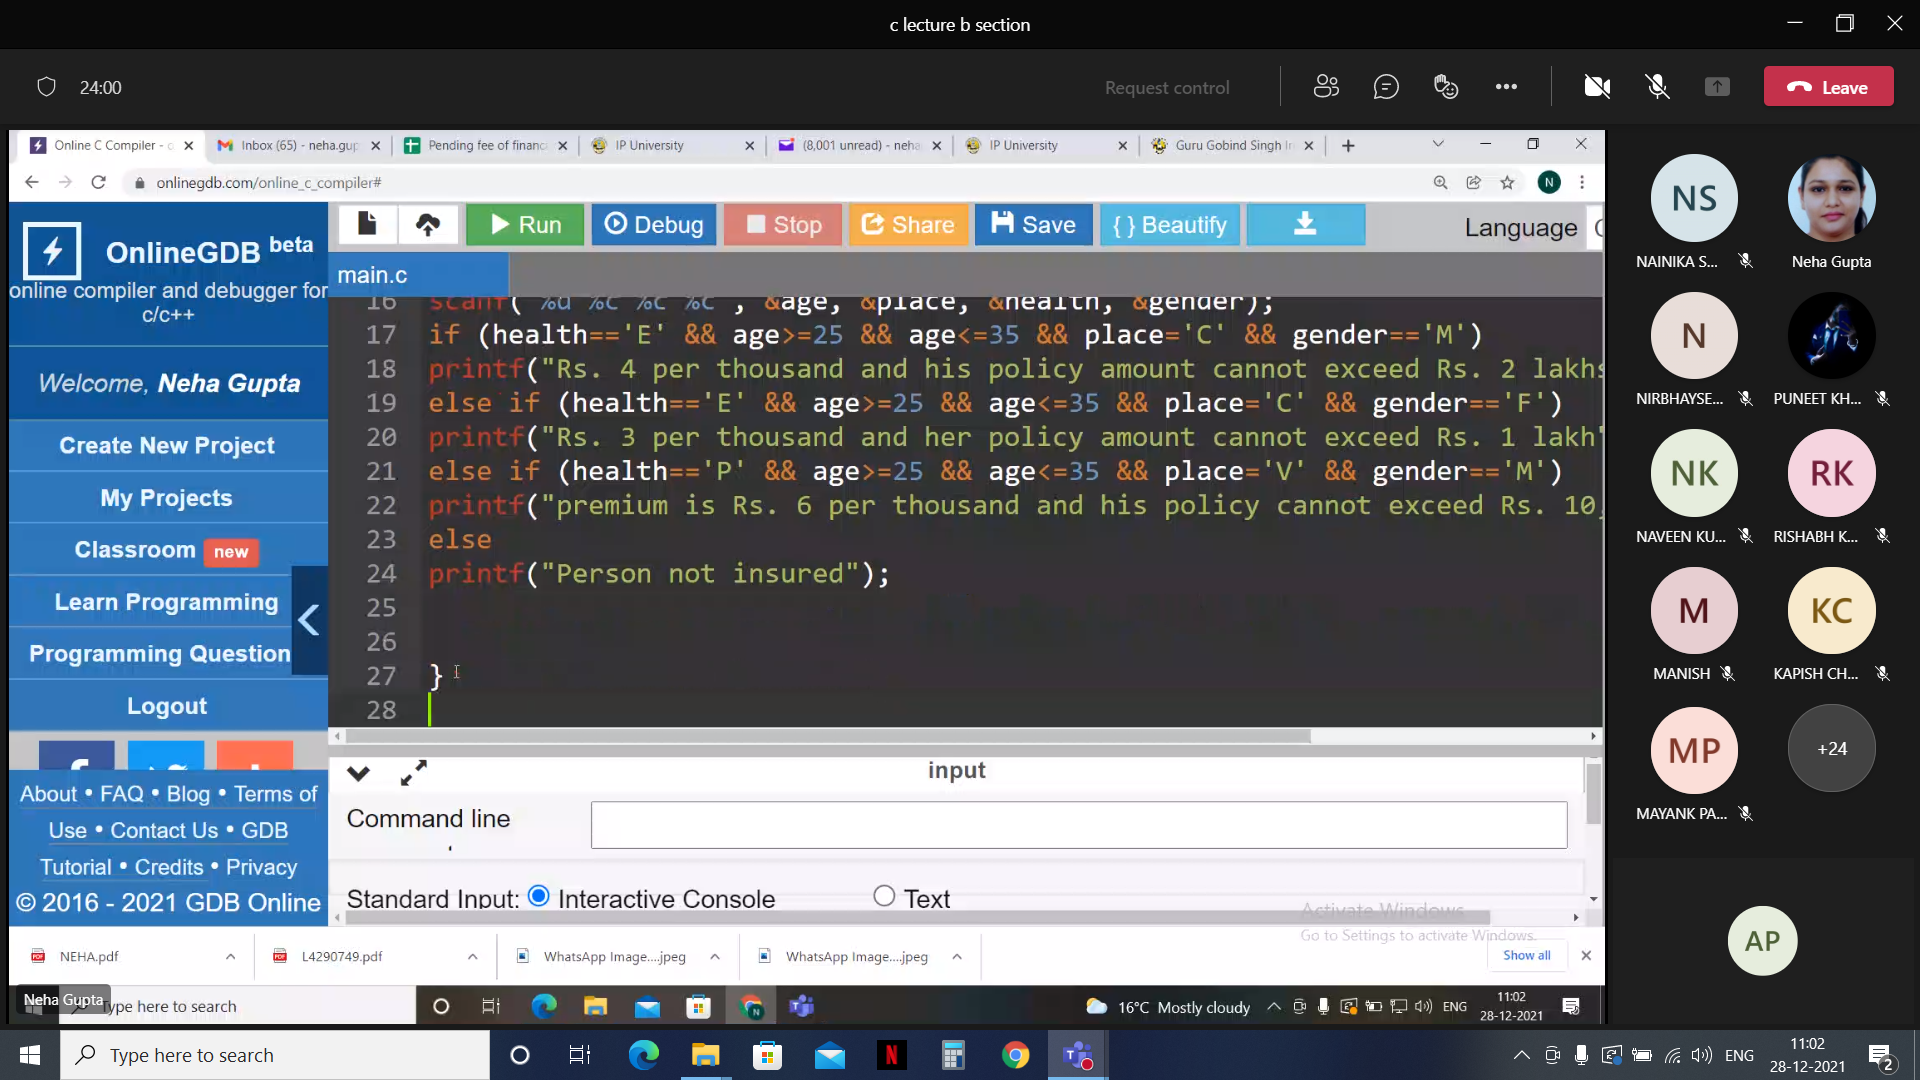 c lecture b section
24:00
Request control
Leave
Online C Compiler - o
Inbox (65) - neha.gup
Pending fee of financ
IP University
(8,001 unread) - neha
IP University
Guru Gobind Singh In
onlinegdb.com/online_c_compiler#
N
OnlineGDB beta
online compiler and debugger for
c/c++
Welcome, Neha Gupta
Create New Project
My Projects
Classroom new
Learn Programming
Programming Question
Logout
About • FAQ • Blog • Terms of
Use • Contact Us • GDB
Tutorial • Credits • Privacy
© 2016 - 2021 GDB Online
Run
Debug
Stop
Share
Save
{ } Beautify
Language
main.c
16 scanf("%d %c %c %c", &age, &place, &health, &gender);
17 if (health=='E' && age>=25 && age<=35 && place='C' && gender=='M')
18 printf("Rs. 4 per thousand and his policy amount cannot exceed Rs. 2 lakhs
19 else if (health=='E' && age>=25 && age<=35 && place='C' && gender=='F')
20 printf("Rs. 3 per thousand and her policy amount cannot exceed Rs. 1 lakh"
21 else if (health=='P' && age>=25 && age<=35 && place='V' && gender=='M')
22 printf("premium is Rs. 6 per thousand and his policy cannot exceed Rs. 10,
23 else
24 printf("Person not insured");
25
26
27 }
28
input
Command line
Standard Input: Interactive Console Text
Activate Windows
Go to Settings to activate Windows.
NEHA.pdf
L4290749.pdf
WhatsApp Image....jpeg
WhatsApp Image....jpeg
Show all
Neha Gupta
Type here to search
16°C Mostly cloudy
ENG
11:02
28-12-2021
NS
NAINIKA S...
Neha Gupta
N
NIRBHAYSE...
PUNEET KH...
NK
NAVEEN KU...
RK
RISHABH K...
M
MANISH
KC
KAPISH CH...
MP
MAYANK PA...
+24
AP
Type here to search
N
ENG
11:02
28-12-2021
2